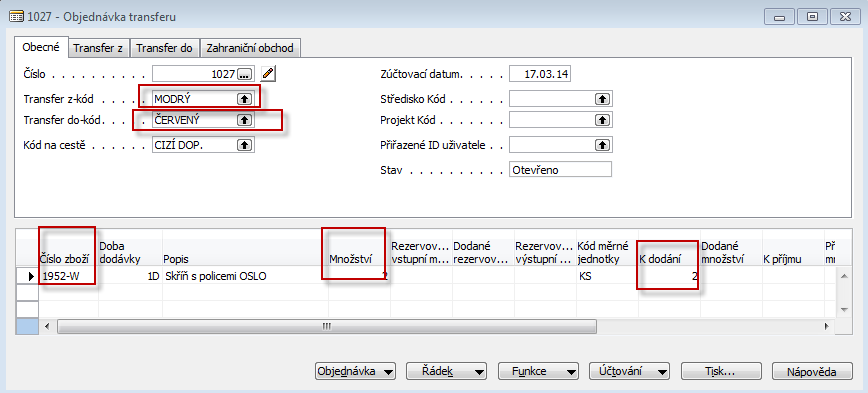 1027 - Objednávka transferu
Obecné Transfer z Transfer do Zahraniční obchod
Číslo 1027 Zúčtovací datum 17.03.14
Transfer z-kód MODRÝ Středisko Kód
Transfer do-kód ČERVENÝ Projekt Kód
Kód na cestě CIZÍ DOP. Přiřazené ID uživatele
Stav Otevřeno
Doba Rezervov... Dodané Rezervov... Kód měrné Dodané Př
Číslo zboží dodávky Popis Množství vstupní m... rezervov... výstupní ... jednotky K dodání množství K příjmu mn
1952-W 1D Skříň s policemi OSLO 2 KS 2
Objednávka Řádek Funkce Účtování Tisk... Nápověda